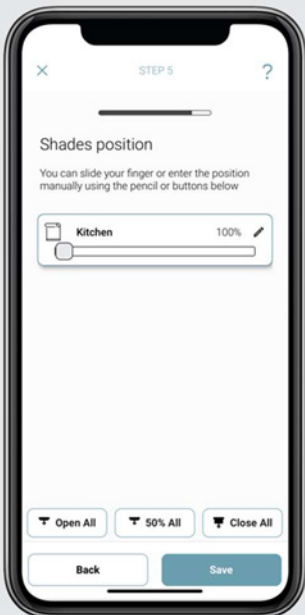 STEP 5
?
Shades position
You can slide your finger or enter the position
manually using the pencil or buttons below
Kitchen 100%
Open All 50% All Close All
Back Save